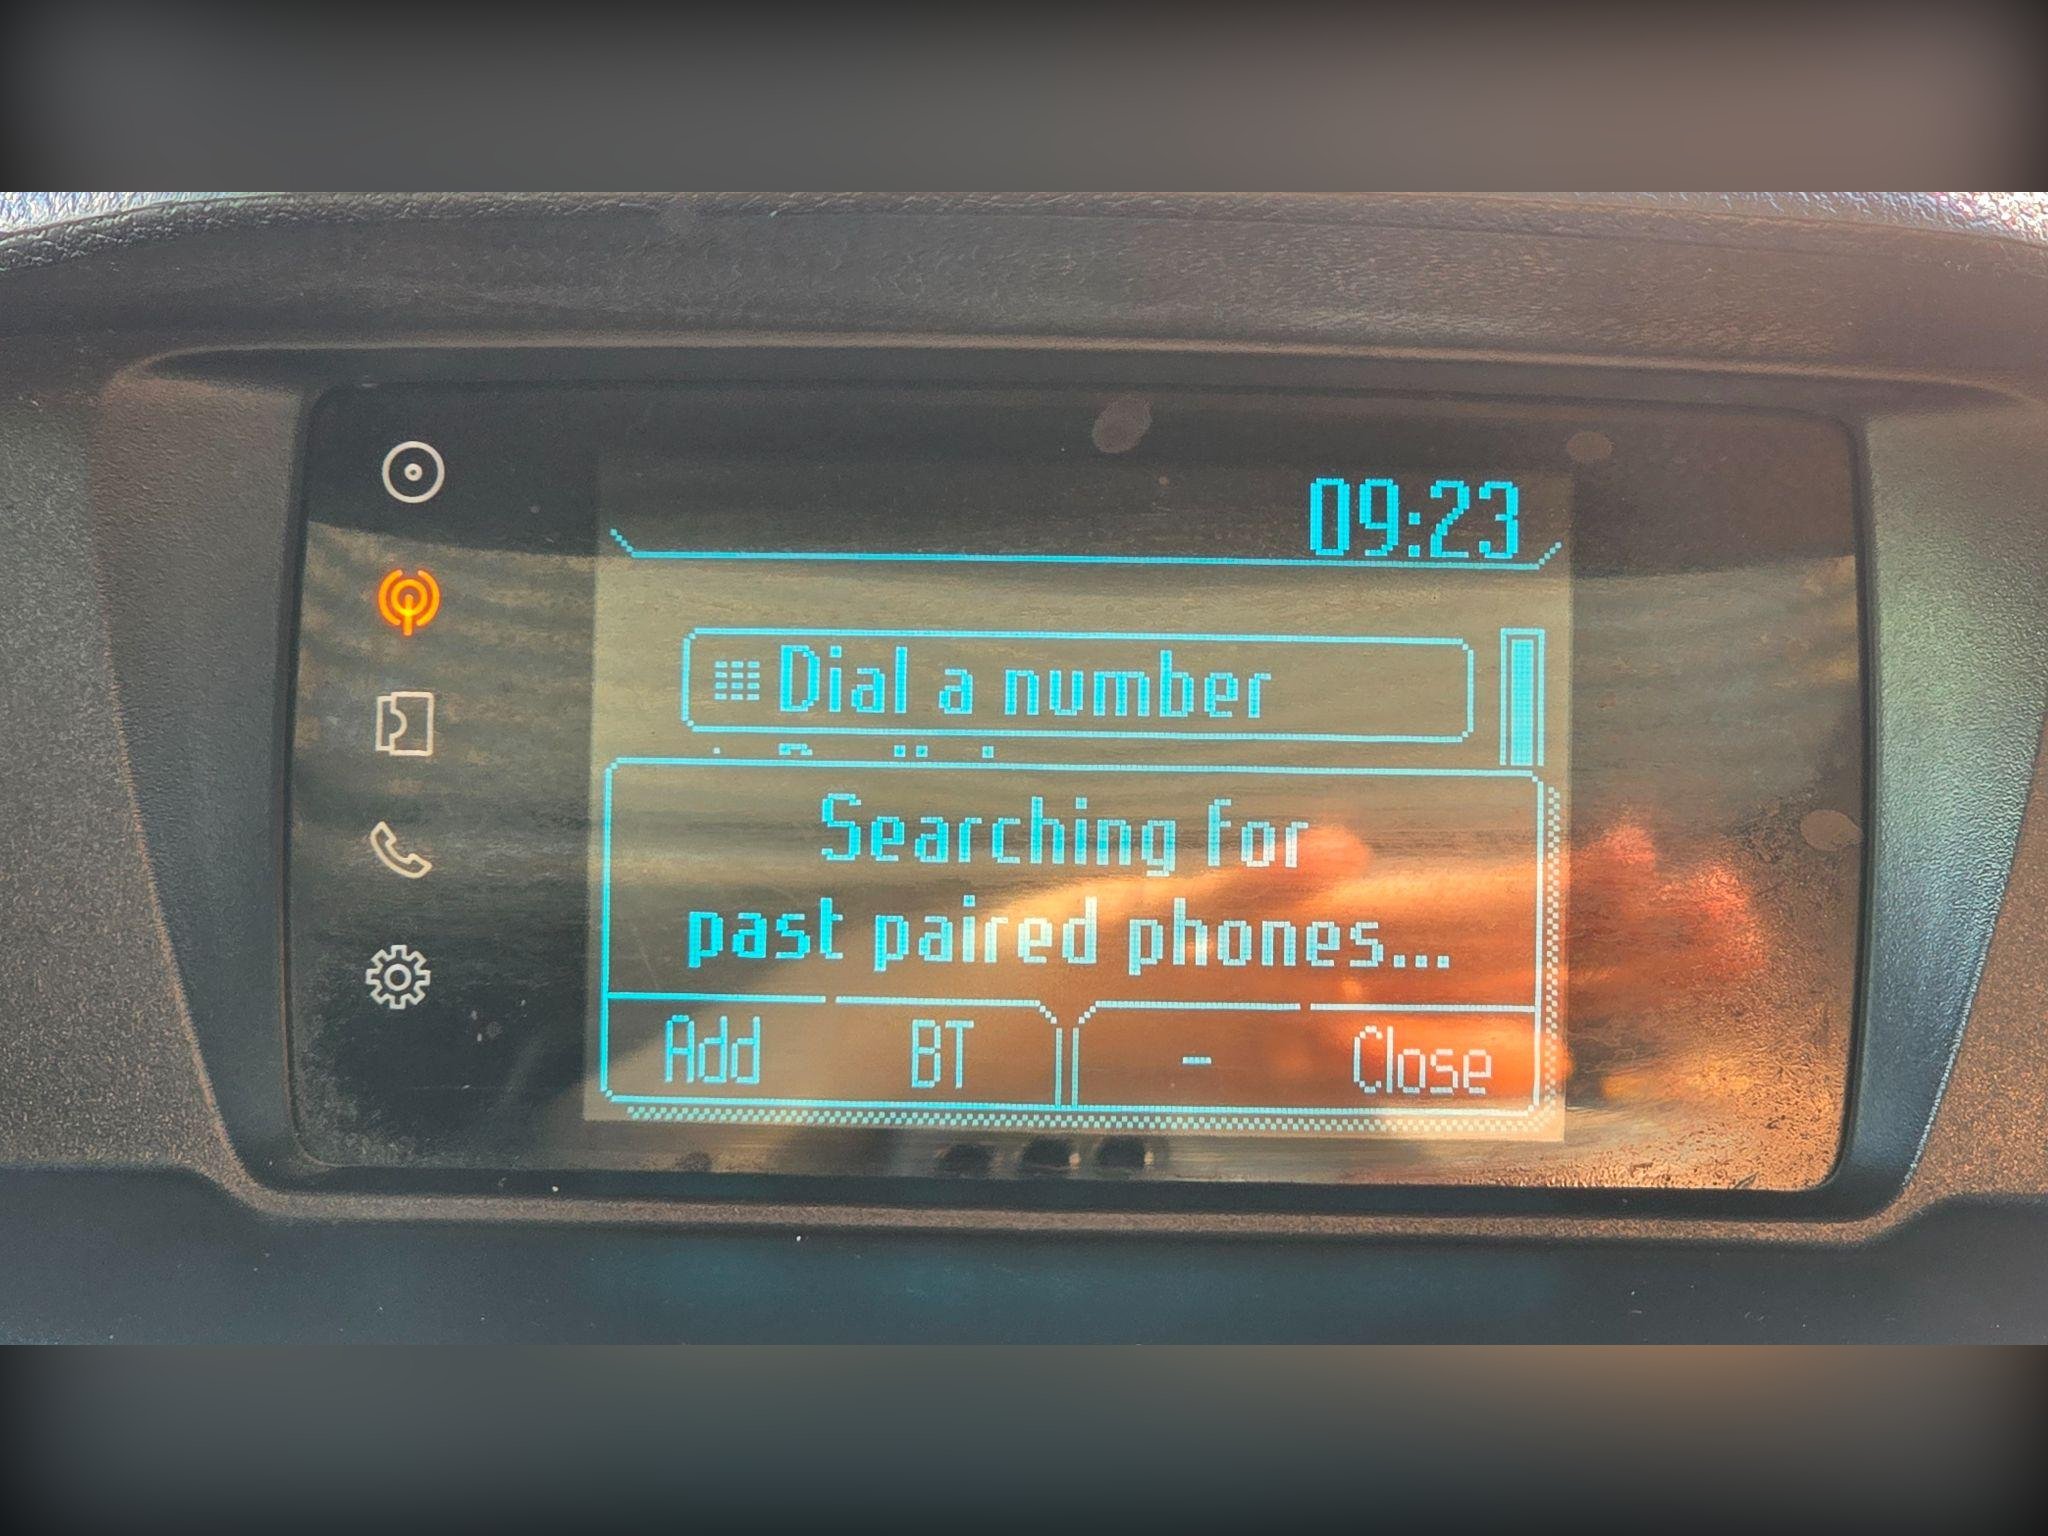 09:23
Dial a number
Searching for
past paired phones...
Add BT - Close